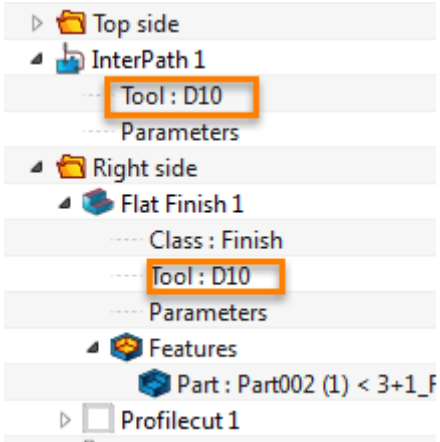 Top side
InterPath 1
Tool : D10
Parameters
Right side
Flat Finish 1
Class : Finish
Tool : D10
Parameters
Features
Part : Part002 (1) < 3+1_F
Profilecut 1